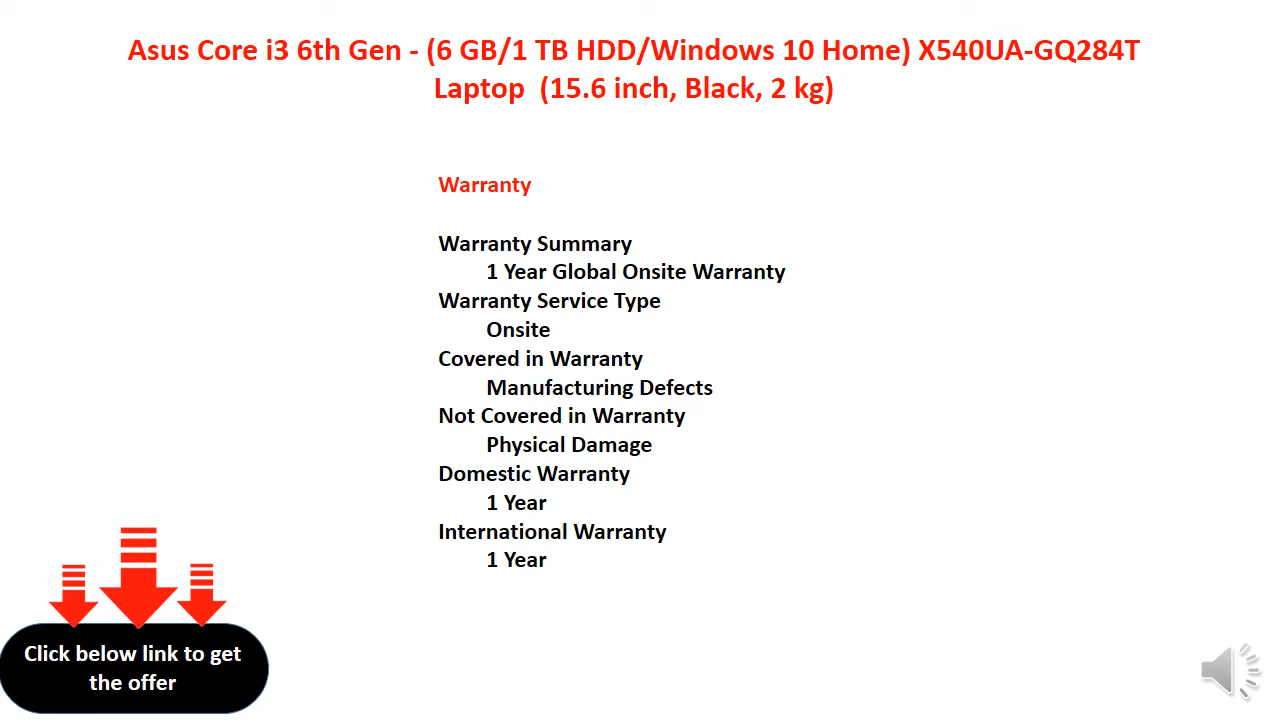 Asus Core i3 6th Gen - (6 GB/1 TB HDD/Windows 10 Home) X540UA-GQ284T
Laptop (15.6 inch, Black, 2 kg)
Warranty
Warranty Summary
1 Year Global Onsite Warranty
Warranty Service Type
Onsite
Covered in Warranty
Manufacturing Defects
Not Covered in Warranty
Physical Damage
Domestic Warranty
1 Year
International Warranty
1 Year
Click below link to get
the offer